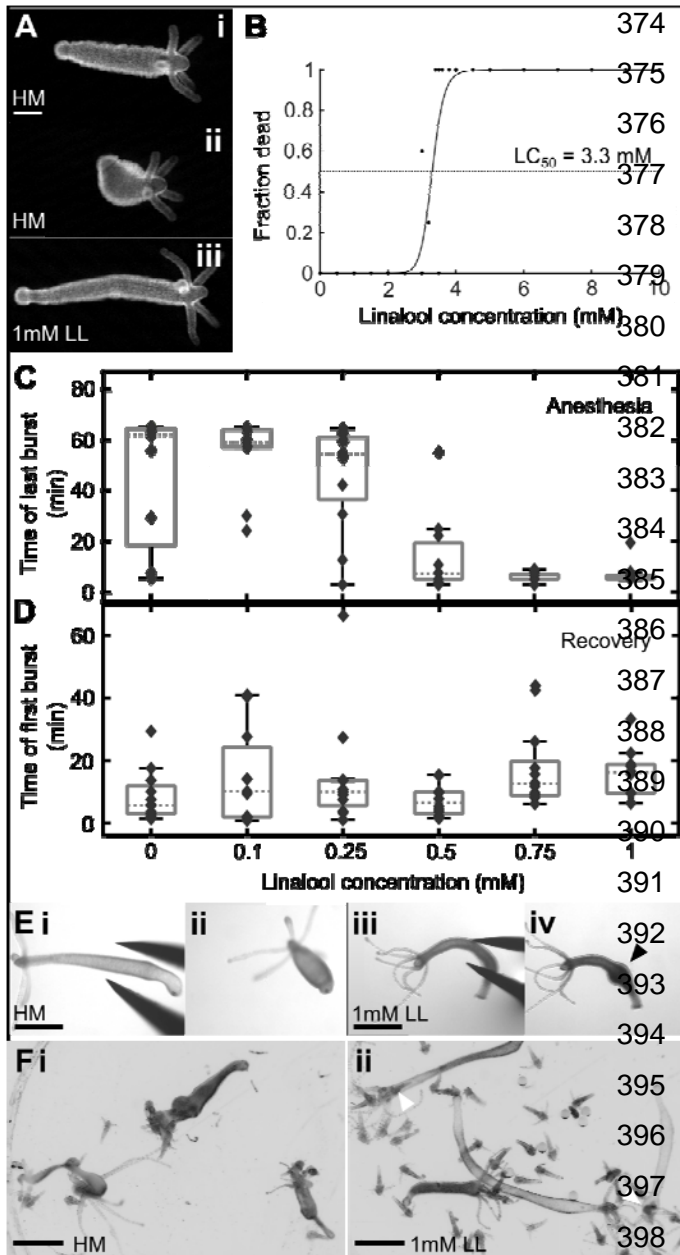 A i
HM
ii
HM
iii
1mM LL
B
Fraction dead
1
0.8
0.6
0.4
0.2
0
LC50 = 3.3 mM
0 2 4 6 8 10
Linalool concentration (mM)
C
Anesthesia
Time of last burst
(min)
80
60
40
20
0
D
Recovery
Time of first burst
(min)
60
40
20
0
0 0.1 0.25 0.5 0.75 1
Linalool concentration (mM)
E i
HM
ii
iii
1mM LL
iv
F i
HM
ii
1mM LL
374
375
376
377
378
379
380
381
382
383
384
385
386
387
388
389
390
391
392
393
394
395
396
397
398